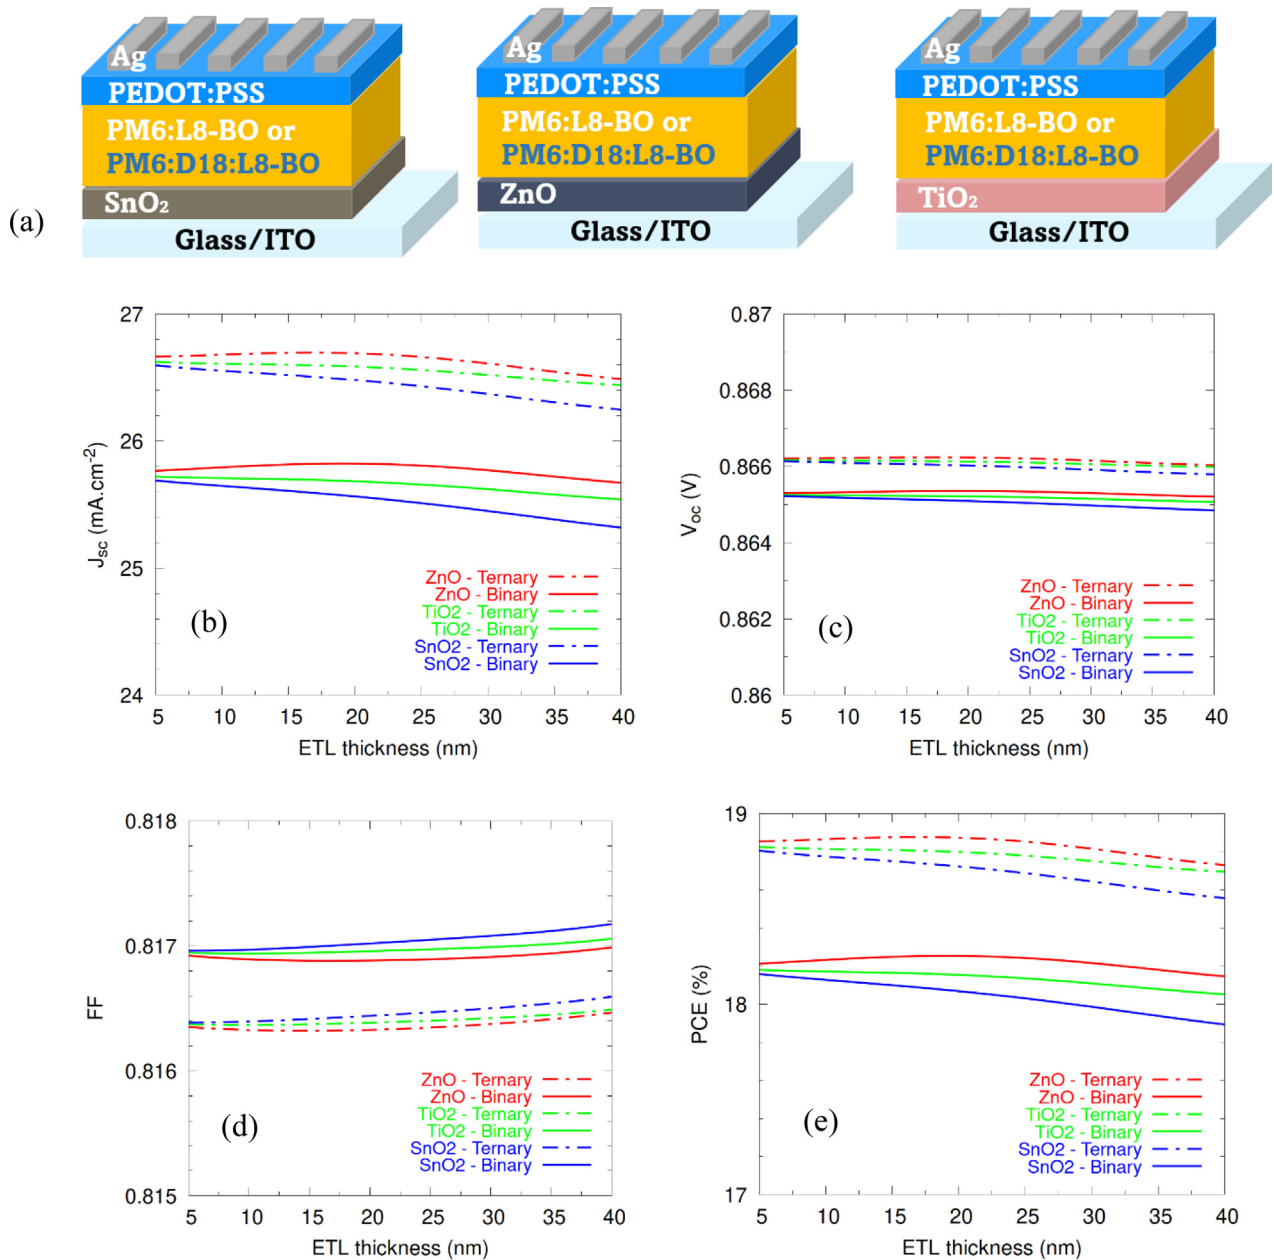 Ag
PEDOT:PSS
PM6:L8-BO or
PM6:D18:L8-BO
SnO₂
Glass/ITO
Ag
PEDOT:PSS
PM6:L8-BO or
PM6:D18:L8-BO
ZnO
Glass/ITO
Ag
PEDOT:PSS
PM6:L8-BO or
PM6:D18:L8-BO
TiO₂
Glass/ITO
(a)
27
26
25
24
J_sc (mA.cm⁻²)
ZnO - Ternary
ZnO - Binary
TiO2 - Ternary
TiO2 - Binary
SnO2 - Ternary
SnO2 - Binary
(b)
5 10 15 20 25 30 35 40
ETL thickness (nm)
0.87
0.868
0.866
0.864
0.862
0.86
V_oc (V)
ZnO - Ternary
ZnO - Binary
TiO2 - Ternary
TiO2 - Binary
SnO2 - Ternary
SnO2 - Binary
(c)
5 10 15 20 25 30 35 40
ETL thickness (nm)
0.818
0.817
0.816
0.815
FF
ZnO - Ternary
ZnO - Binary
TiO2 - Ternary
TiO2 - Binary
SnO2 - Ternary
SnO2 - Binary
(d)
5 10 15 20 25 30 35 40
ETL thickness (nm)
19
18
17
PCE (%)
ZnO - Ternary
ZnO - Binary
TiO2 - Ternary
TiO2 - Binary
SnO2 - Ternary
SnO2 - Binary
(e)
5 10 15 20 25 30 35 40
ETL thickness (nm)